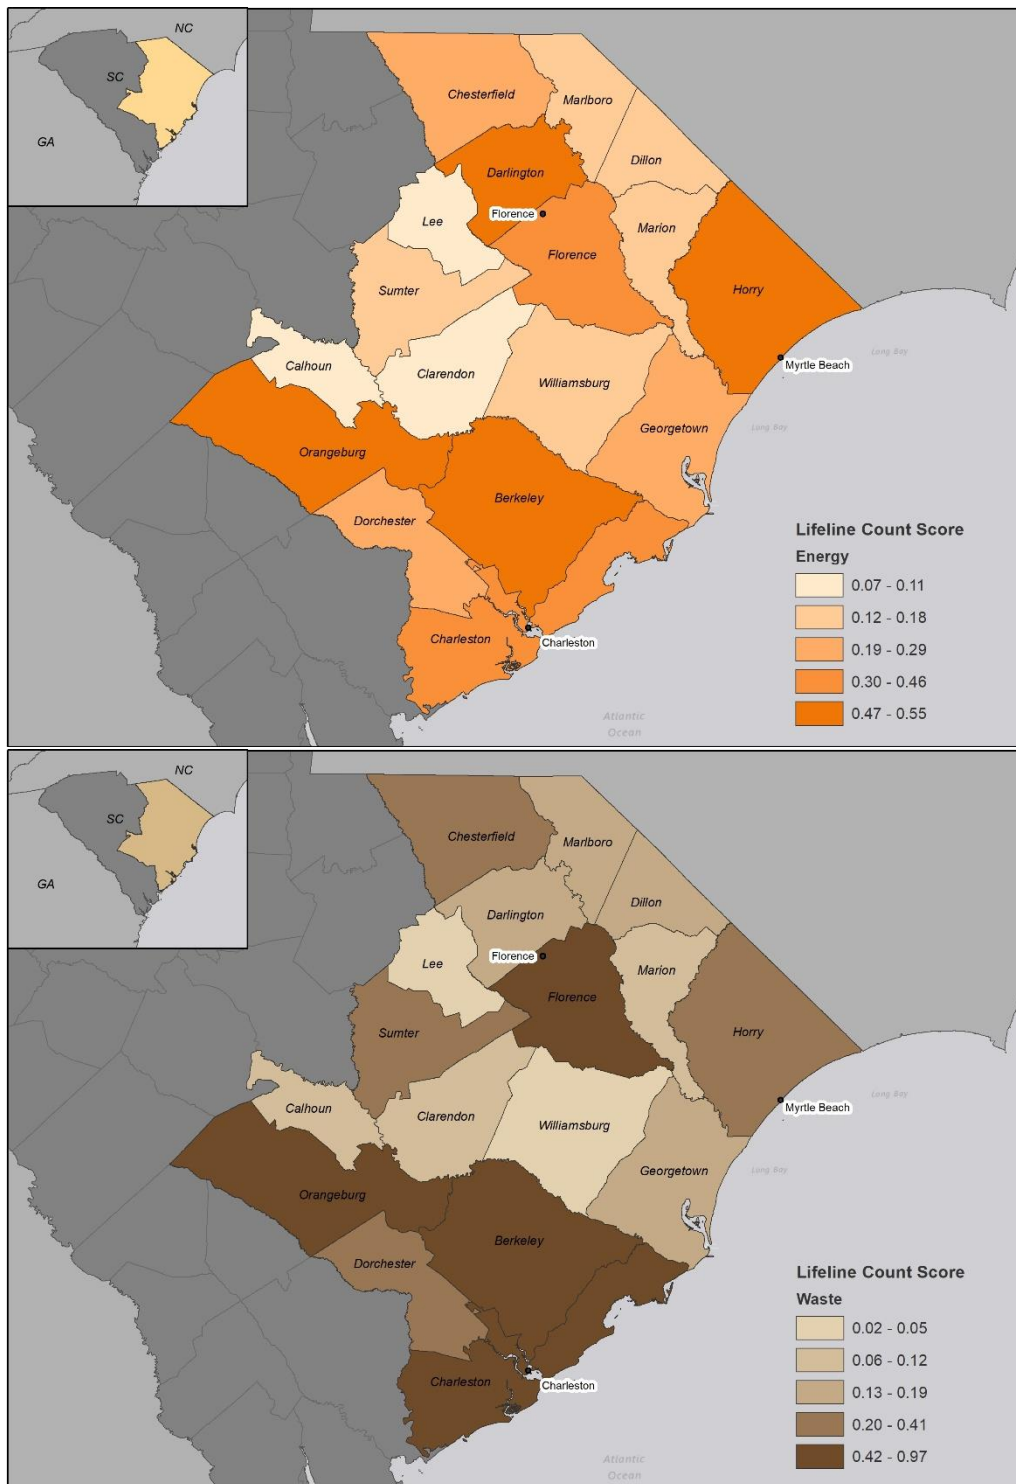 NC
SC
GA
Chesterfield
Marlboro
Darlington
Dillon
Florence
Lee
Marion
Florence
Sumter
Horry
Long Bay
Myrtle Beach
Calhoun
Clarendon
Williamsburg
Georgetown
Long Bay
Orangeburg
Berkeley
Dorchester
Lifeline Count Score
Energy
0.07 - 0.11
0.12 - 0.18
0.19 - 0.29
0.30 - 0.46
0.47 - 0.55
Charleston
Charleston
Atlantic
Ocean
NC
SC
GA
Chesterfield
Marlboro
Darlington
Dillon
Florence
Lee
Marion
Florence
Sumter
Horry
Long Bay
Myrtle Beach
Calhoun
Clarendon
Williamsburg
Georgetown
Long Bay
Orangeburg
Berkeley
Dorchester
Lifeline Count Score
Waste
0.02 - 0.05
0.06 - 0.12
0.13 - 0.19
0.20 - 0.41
0.42 - 0.97
Charleston
Charleston
Atlantic
Ocean